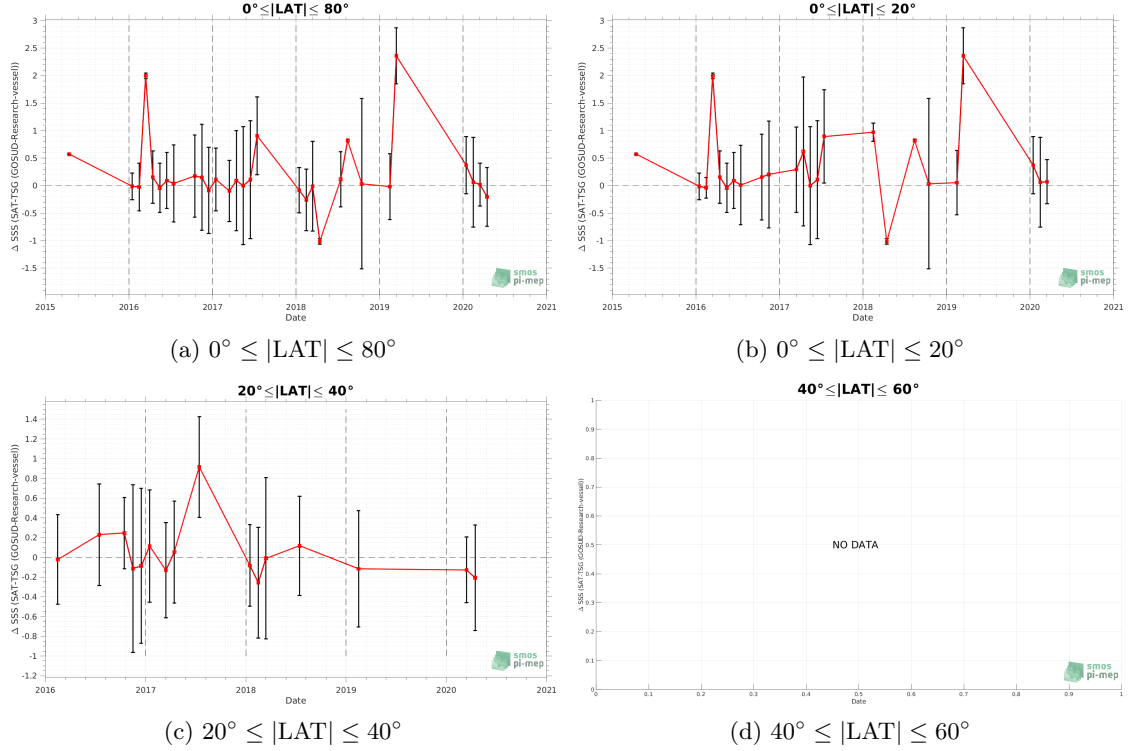 0°≤|LAT|≤ 80°
Δ SSS (SAT-TSG (GOSUD-Research-vessel))
3
2.5
2
1.5
1
0.5
0
-0.5
-1
-1.5
2015 2016 2017 2018 2019 2020 2021
Date
smos
pi-mep
(a) 0° ≤ |LAT| ≤ 80°
0°≤|LAT|≤ 20°
Δ SSS (SAT-TSG (GOSUD-Research-vessel))
3
2.5
2
1.5
1
0.5
0
-0.5
-1
-1.5
2015 2016 2017 2018 2019 2020 2021
Date
smos
pi-mep
(b) 0° ≤ |LAT| ≤ 20°
20°≤|LAT|≤ 40°
Δ SSS (SAT-TSG (GOSUD-Research-vessel))
1.4
1.2
1
0.8
0.6
0.4
0.2
0
-0.2
-0.4
-0.6
-0.8
-1
-1.2
2016 2017 2018 2019 2020 2021
Date
smos
pi-mep
(c) 20° ≤ |LAT| ≤ 40°
40°≤|LAT|≤ 60°
Δ SSS (SAT-TSG (GOSUD-Research-vessel))
1
0.9
0.8
0.7
0.6
0.5
0.4
0.3
0.2
0.1
0
NO DATA
0 0.1 0.2 0.3 0.4 0.5 0.6 0.7 0.8 0.9 1
Date
smos
pi-mep
(d) 40° ≤ |LAT| ≤ 60°